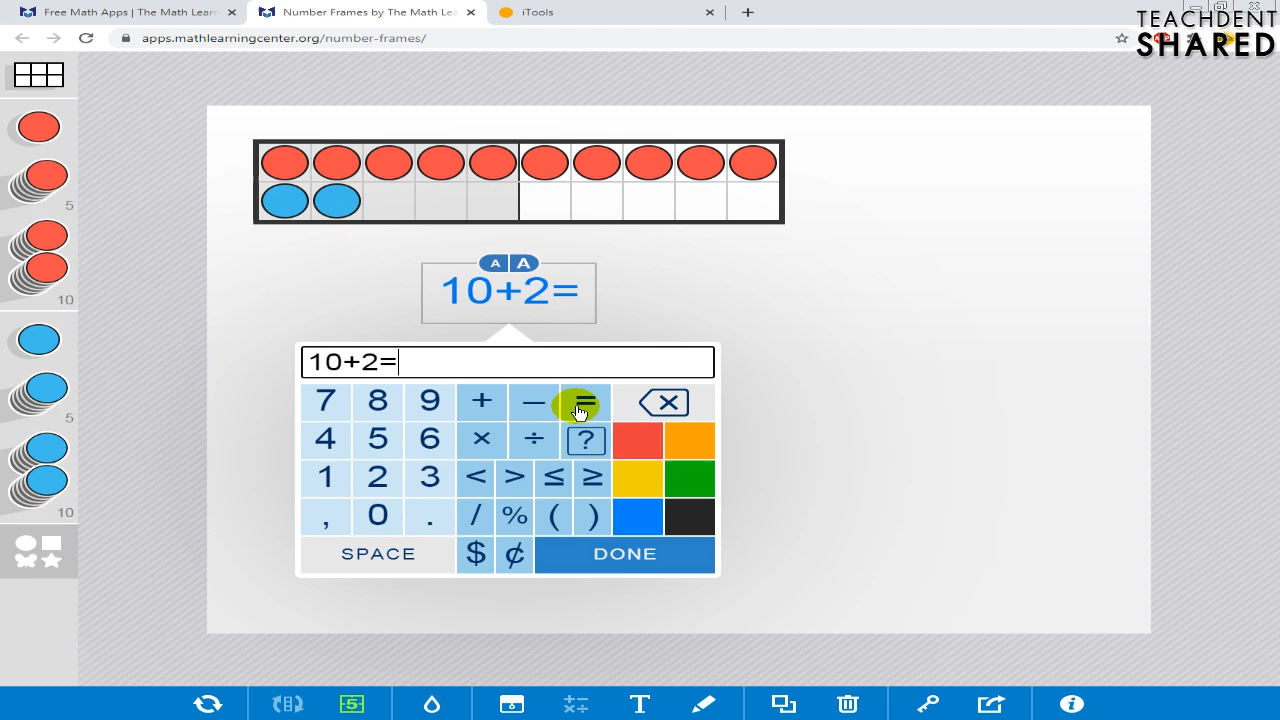 Free Math Apps | The Math Learn
Number Frames by The Math Lea
iTools
TEACHDENT
SHARED
apps.mathlearningcenter.org/number-frames/
5
10
5
10
A A
10+2=
10+2=
7 8 9 + – =
4 5 6 × ÷ ?
1 2 3 < > ≤ ≥
, 0 . / % ( )
SPACE $ ¢ DONE
5
T